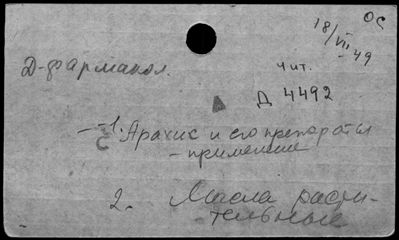 ОС
18/VII-49
Д-фармакол.
Чит.
Д 4492
1. Арахис и его препараты
- применение
2. Масла расти-
тельные